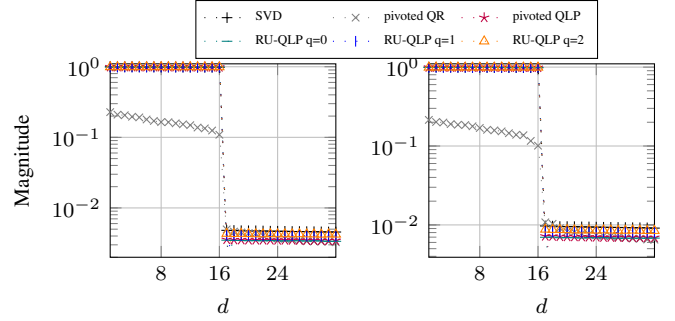 SVD pivoted QR pivoted QLP
RU-QLP q=0 RU-QLP q=1 RU-QLP q=2
10^0 10^0
10^{-1} 10^{-1}
10^{-2} 10^{-2}
Magnitude
8 16 24 8 16 24
d d